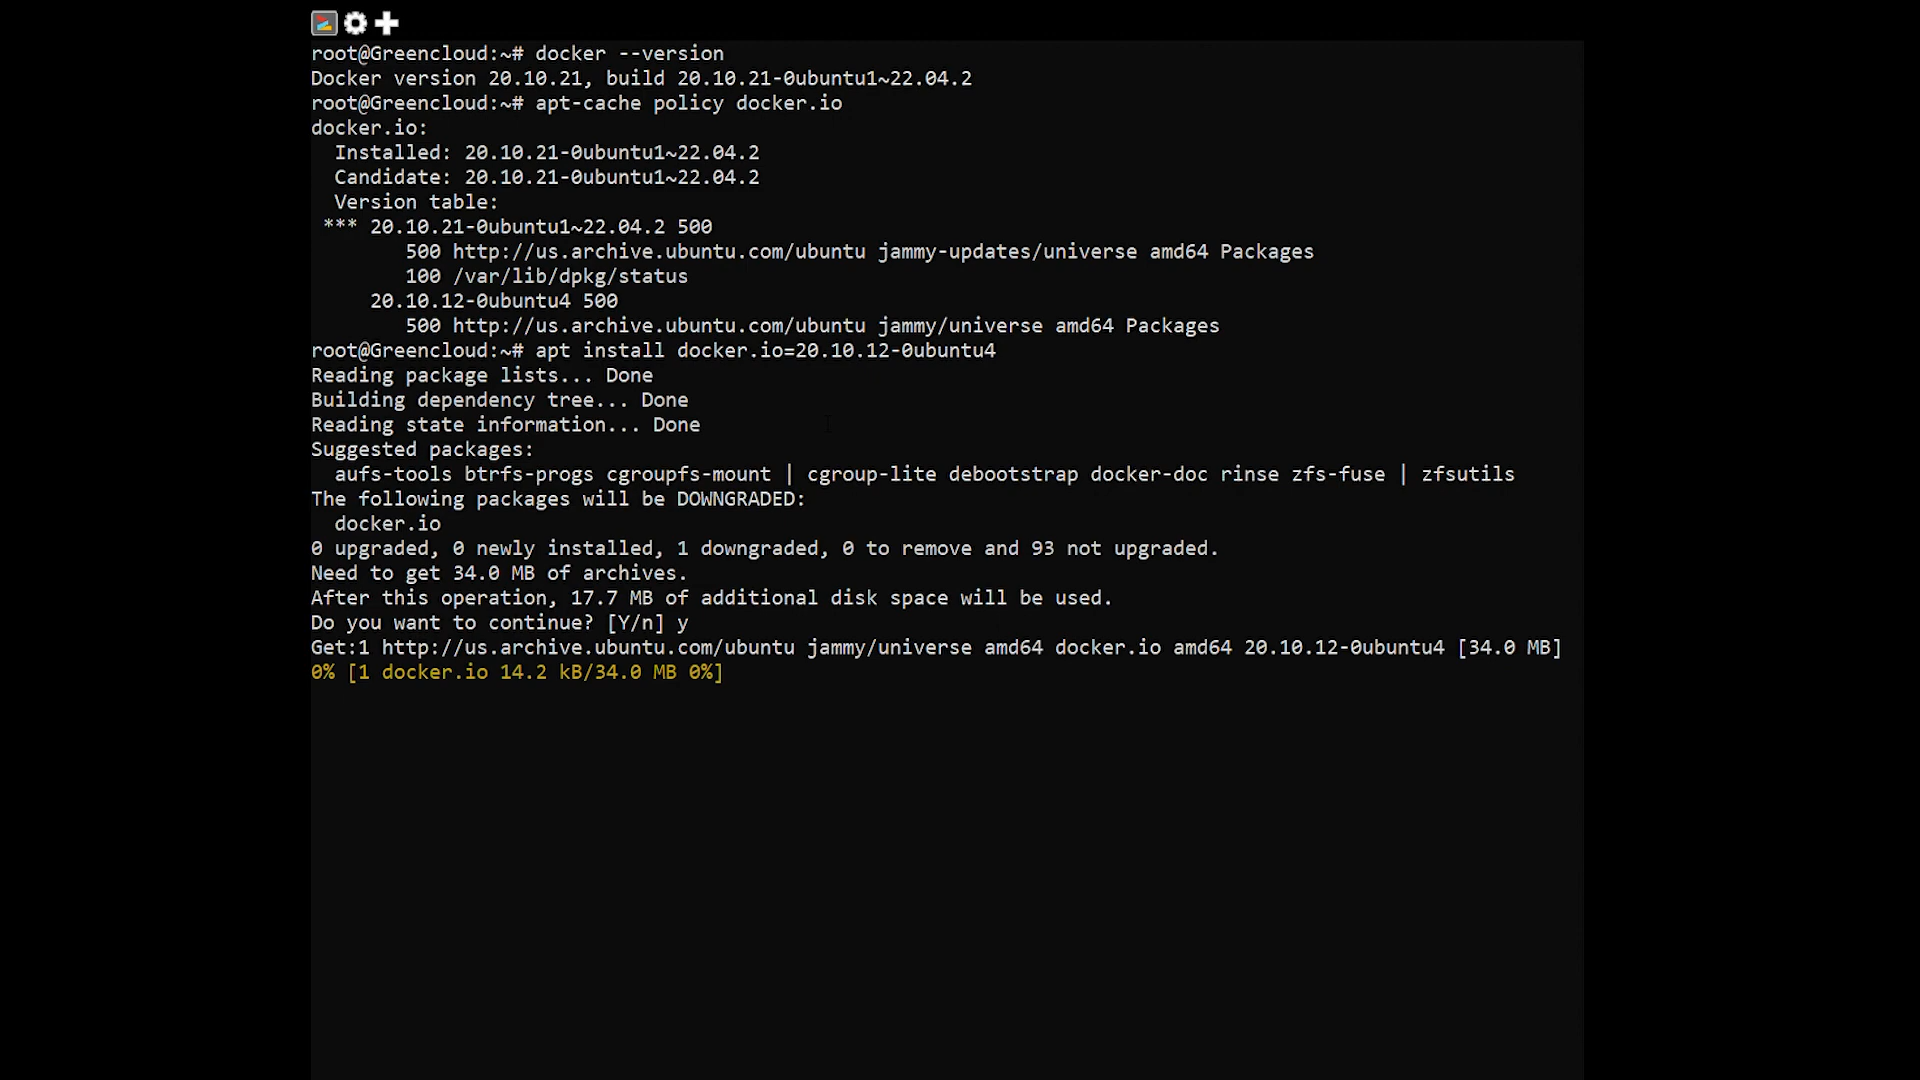 root@Greencloud:~# docker --version
Docker version 20.10.21, build 20.10.21-0ubuntu1~22.04.2
root@Greencloud:~# apt-cache policy docker.io
docker.io:
  Installed: 20.10.21-0ubuntu1~22.04.2
  Candidate: 20.10.21-0ubuntu1~22.04.2
  Version table:
 *** 20.10.21-0ubuntu1~22.04.2 500
        500 http://us.archive.ubuntu.com/ubuntu jammy-updates/universe amd64 Packages
        100 /var/lib/dpkg/status
     20.10.12-0ubuntu4 500
        500 http://us.archive.ubuntu.com/ubuntu jammy/universe amd64 Packages
root@Greencloud:~# apt install docker.io=20.10.12-0ubuntu4
Reading package lists... Done
Building dependency tree... Done
Reading state information... Done
Suggested packages:
  aufs-tools btrfs-progs cgroupfs-mount | cgroup-lite debootstrap docker-doc rinse zfs-fuse | zfsutils
The following packages will be DOWNGRADED:
  docker.io
0 upgraded, 0 newly installed, 1 downgraded, 0 to remove and 93 not upgraded.
Need to get 34.0 MB of archives.
After this operation, 17.7 MB of additional disk space will be used.
Do you want to continue? [Y/n] y
Get:1 http://us.archive.ubuntu.com/ubuntu jammy/universe amd64 docker.io amd64 20.10.12-0ubuntu4 [34.0 MB]
0% [1 docker.io 14.2 kB/34.0 MB 0%]